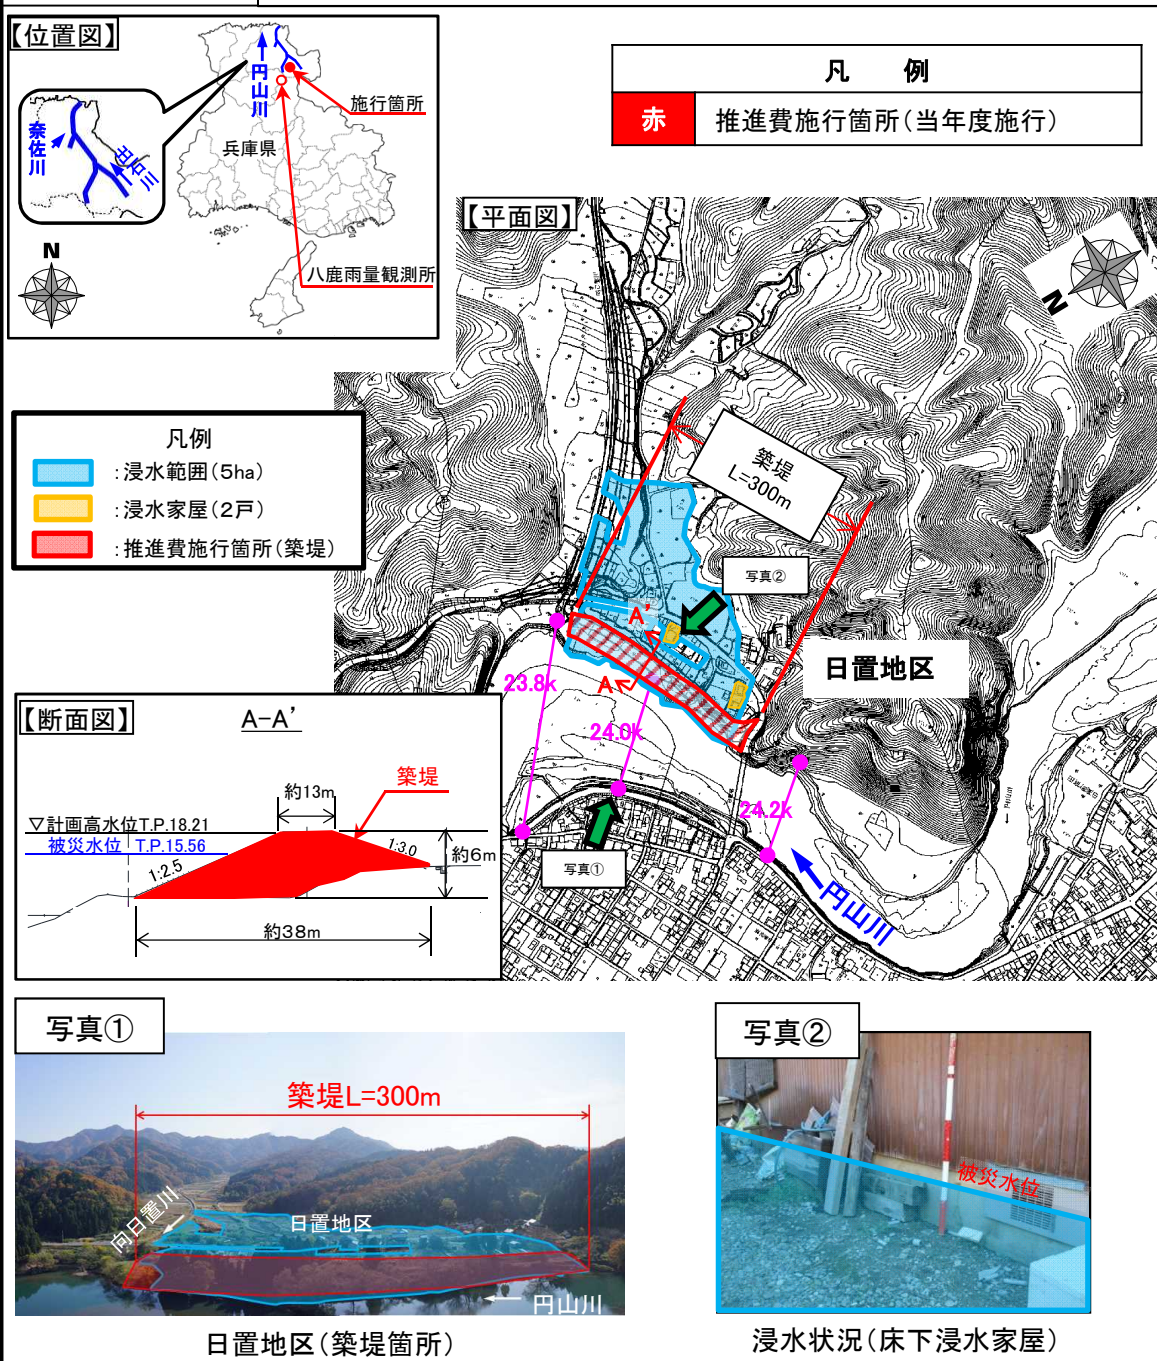 【位置図】
円山川
奈佐川
出石川
施行箇所
兵庫県
八鹿雨量観測所
N
凡 例
赤 推進費施行箇所(当年度施行)
【平面図】
N
凡例
:浸水範囲(5ha)
:浸水家屋(2戸)
:推進費施行箇所(築堤)
築堤
L=300m
写真②
A'
A
日置地区
23.8k
24.0k
24.2k
写真①
円山川
【断面図】
A-A'
築堤
約13m
▽計画高水位T.P.18.21
被災水位 T.P.15.56
1:2.5
1:3.0
約6m
約38m
写真①
築堤L=300m
向日置川
日置地区
円山川
日置地区(築堤箇所)
写真②
被災水位
浸水状況(床下浸水家屋)